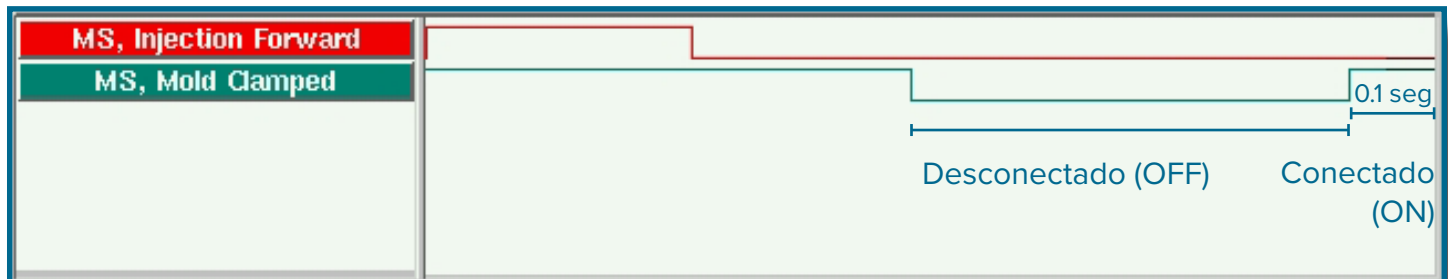 MS, Injection Forward
MS, Mold Clamped
0.1 seg
Desconectado (OFF)
Conectado
(ON)